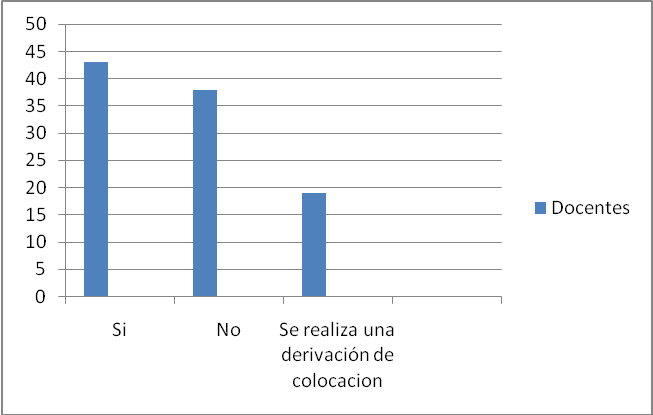 50
45
40
35
30
25
20
15
10
5
0
Si
No
Se realiza una
derivación de
colocacion
Docentes